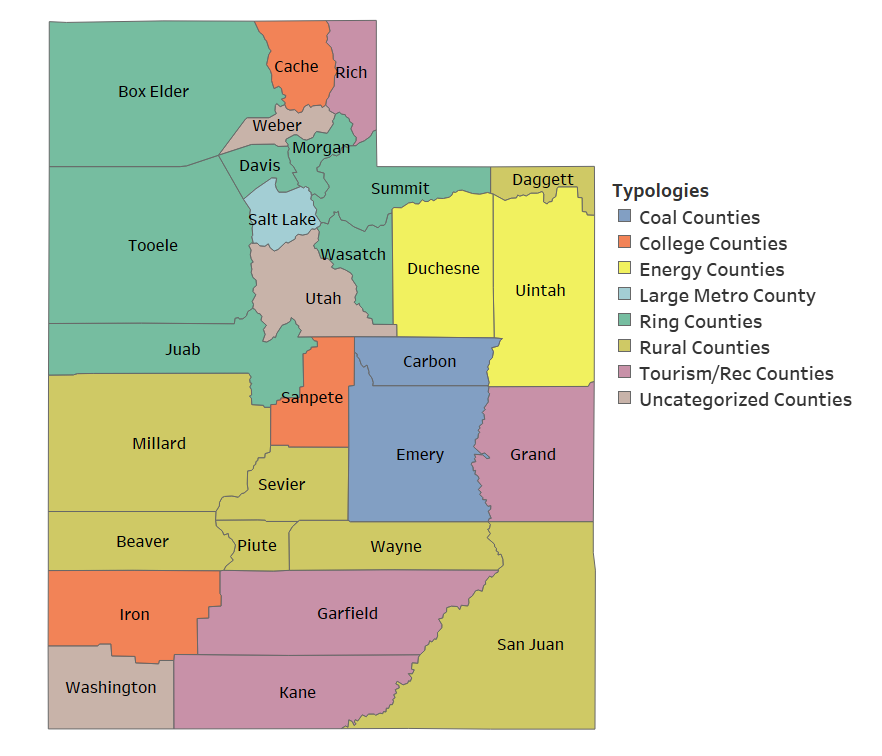 Cache
Rich
Box Elder
Weber
Morgan
Davis
Summit
Daggett
Salt Lake
Tooele
Wasatch
Duchesne
Uintah
Utah
Juab
Carbon
Sanpete
Millard
Emery
Grand
Sevier
Beaver
Piute
Wayne
Iron
Garfield
San Juan
Washington
Kane
Typologies
Coal Counties
College Counties
Energy Counties
Large Metro County
Ring Counties
Rural Counties
Tourism/Rec Counties
Uncategorized Counties